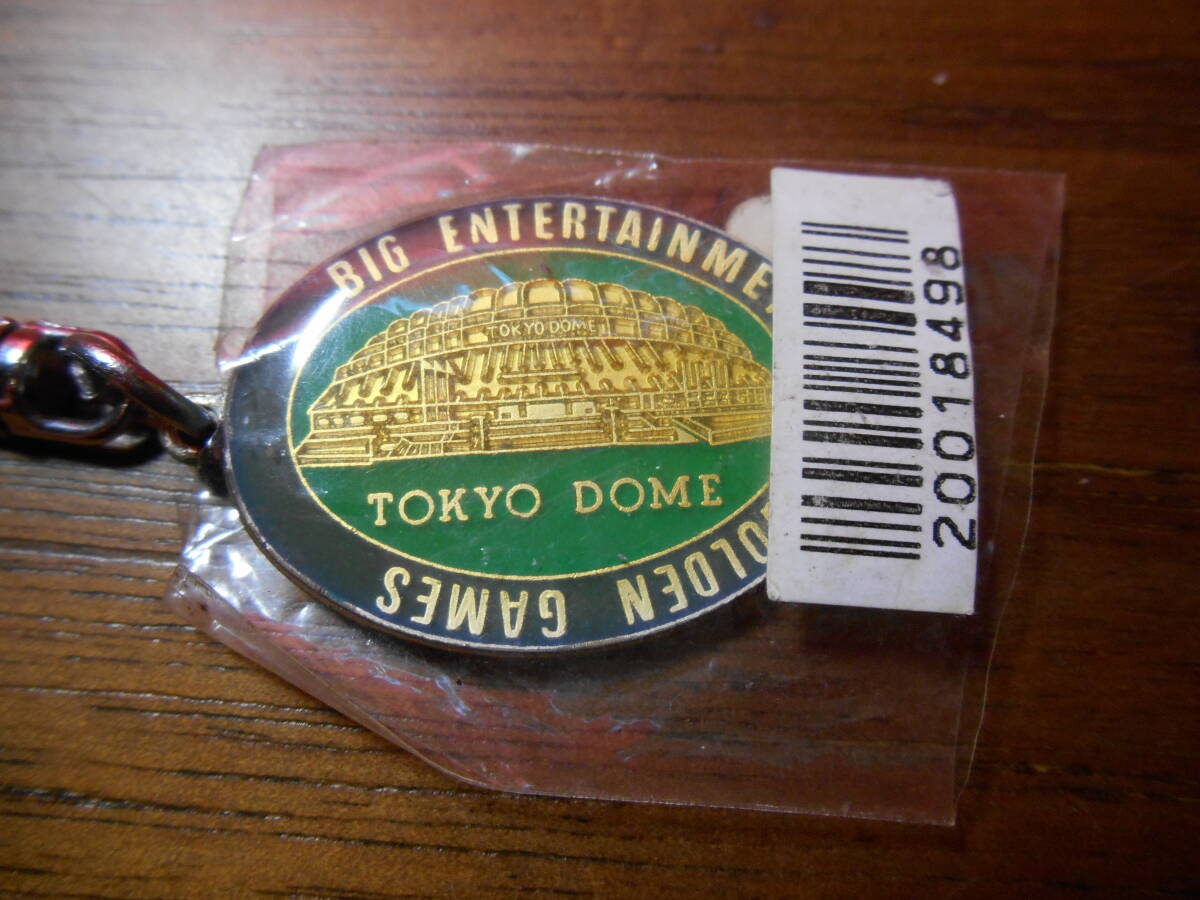 BIG ENTERTAINME
TOKYO DOME
TOKYO DOME
OLDEN GAMES
20018498